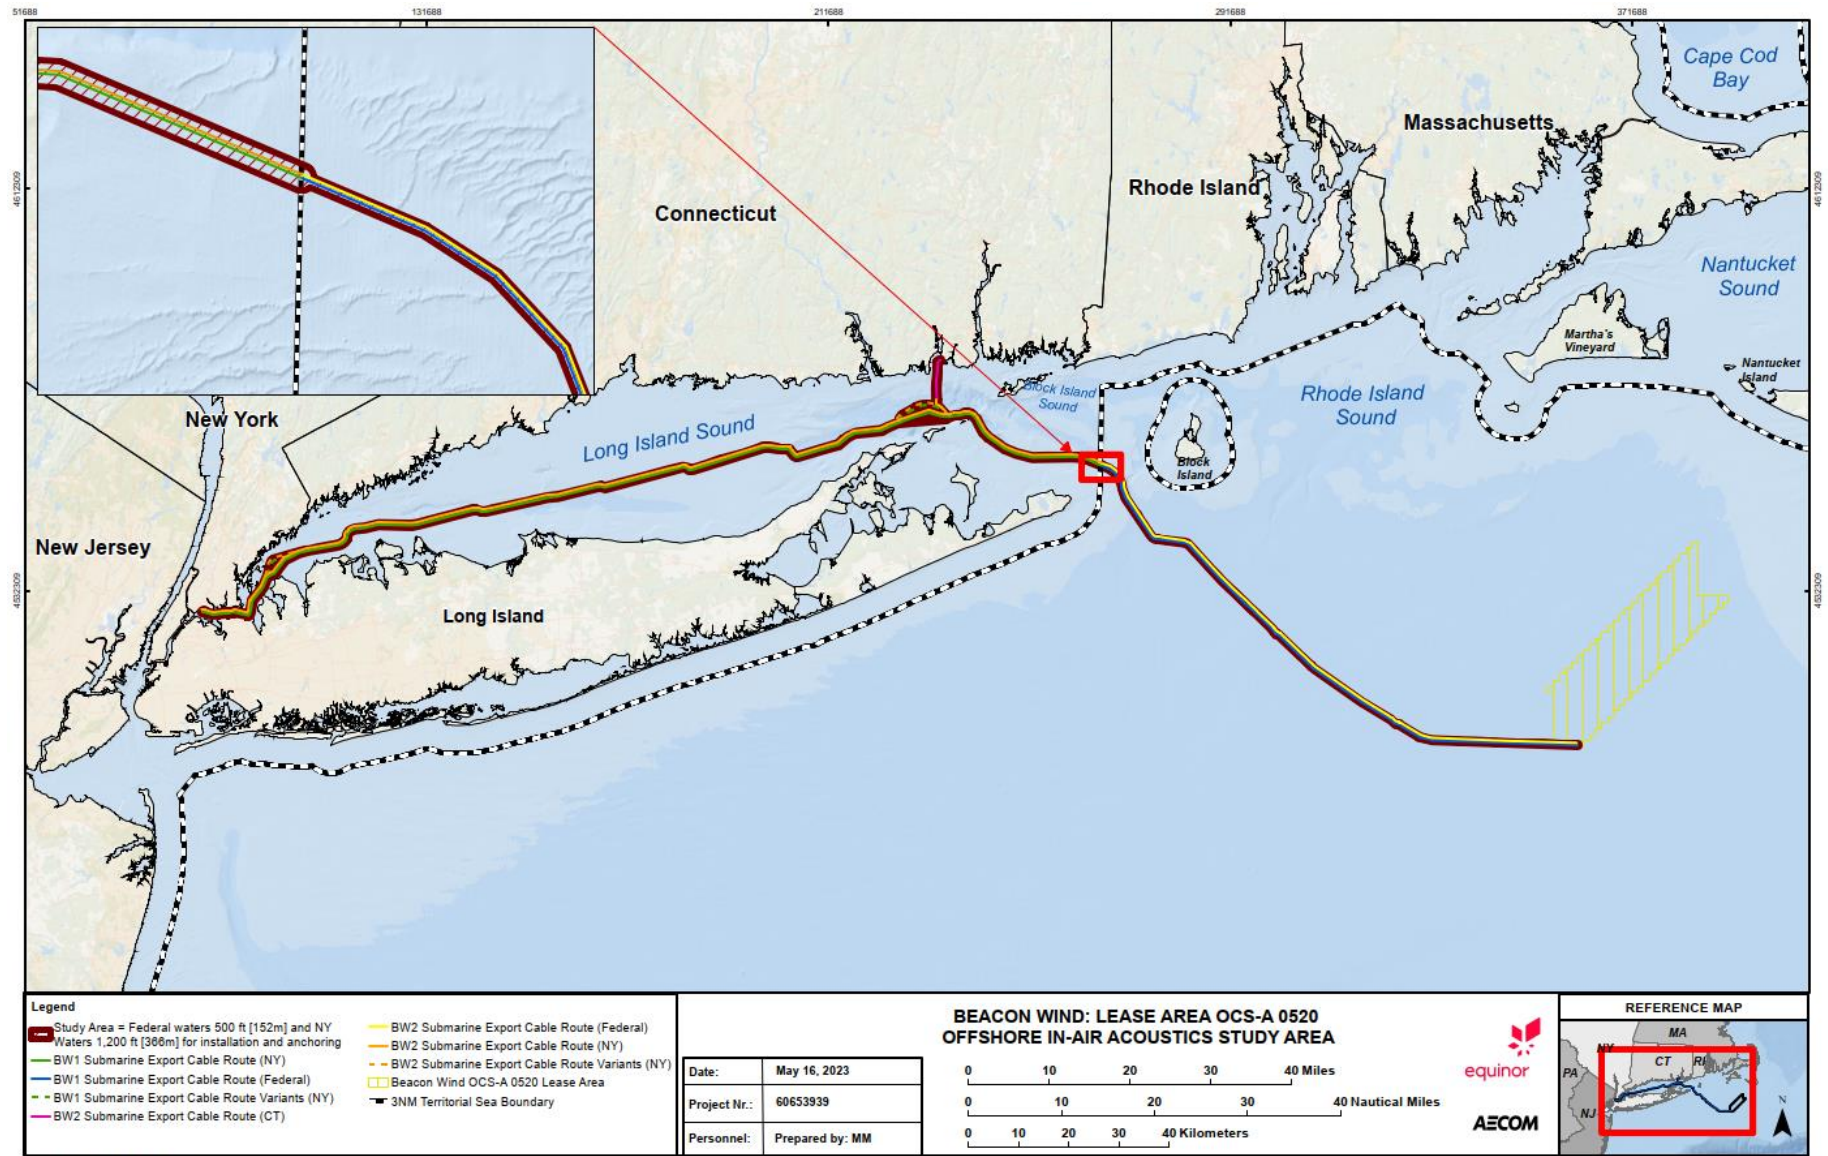 51688
131688
211688
291688
371688
4612309
4612309
4532309
4532309
Cape Cod
Bay
Massachusetts
Rhode Island
Connecticut
Nantucket
Sound
Martha's
Vineyard
Nantucket
Island
Rhode Island
Sound
Block Island
Sound
Block
Island
Long Island Sound
New York
New Jersey
Long Island
Legend
Study Area = Federal waters 500 ft [152m] and NY
Waters 1,200 ft [366m] for installation and anchoring
BW1 Submarine Export Cable Route (NY)
BW1 Submarine Export Cable Route (Federal)
BW1 Submarine Export Cable Route Variants (NY)
BW2 Submarine Export Cable Route (CT)
BW2 Submarine Export Cable Route (Federal)
BW2 Submarine Export Cable Route (NY)
BW2 Submarine Export Cable Route Variants (NY)
Beacon Wind OCS-A 0520 Lease Area
3NM Territorial Sea Boundary
BEACON WIND: LEASE AREA OCS-A 0520
OFFSHORE IN-AIR ACOUSTICS STUDY AREA
Date: May 16, 2023
Project Nr.: 60653939
Personnel: Prepared by: MM
0 10 20 30 40 Miles
0 10 20 30 40 Nautical Miles
0 10 20 30 40 Kilometers
equinor
AECOM
REFERENCE MAP
MA
NY
CT
RI
PA
NJ
N